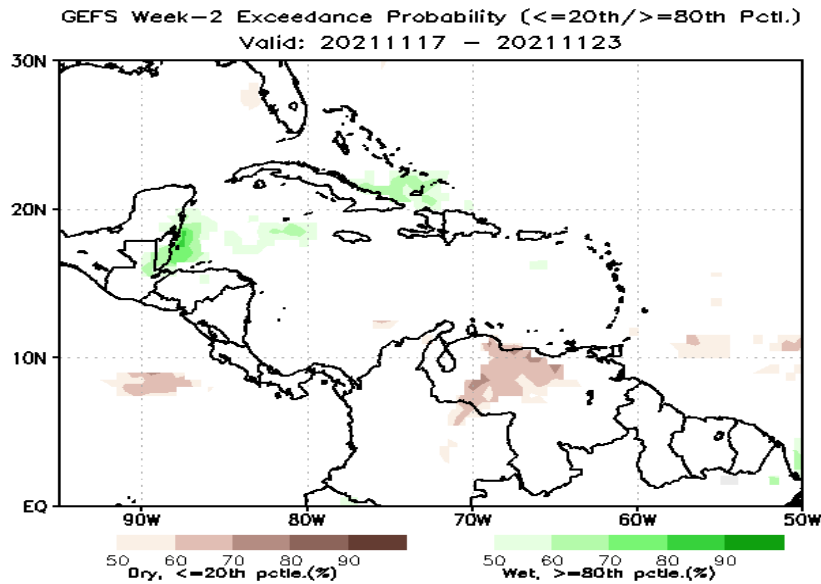 GEFS Week-2 Exceedance Probability (<=20th/>=80th Pctl.)
Valid: 20211117 - 20211123
30N
20N
10N
EQ
90W 80W 70W 60W 50W
50 60 70 80 90 50 60 70 80 90
Dry, <=20th pctle.(%) Wet, >=80th pctle.(%)